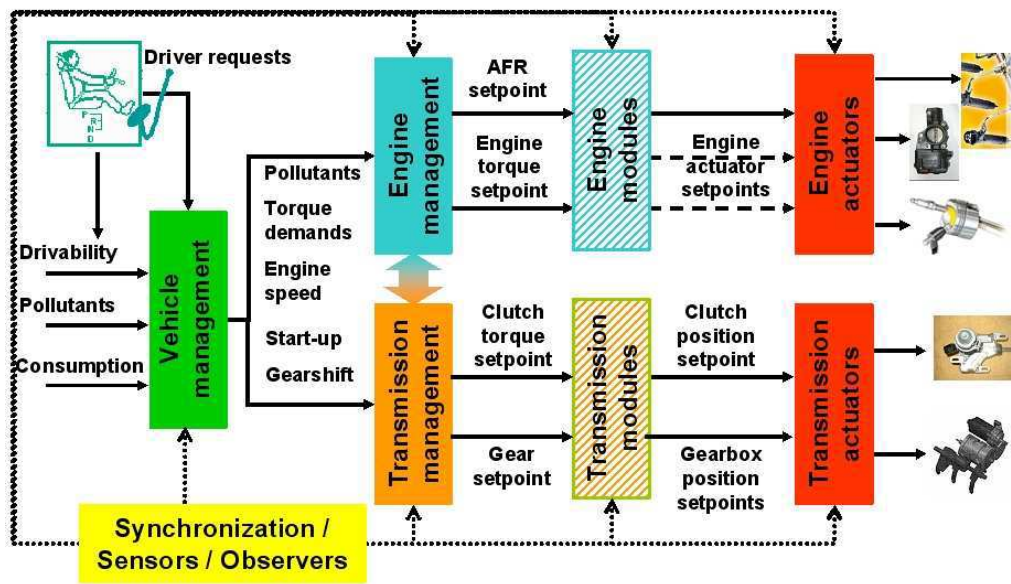 Driver requests
P
R
N
D
Drivability
Pollutants
Consumption
Vehicle
management
Synchronization /
Sensors / Observers
Pollutants
Torque
demands
Engine
speed
Start-up
Gearshift
Engine
management
AFR
setpoint
Engine
torque
setpoint
Engine
modules
Engine
actuator
setpoints
Engine
actuators
Transmission
management
Clutch
torque
setpoint
Gear
setpoint
Transmission
modules
Clutch
position
setpoint
Gearbox
position
setpoints
Transmission
actuators